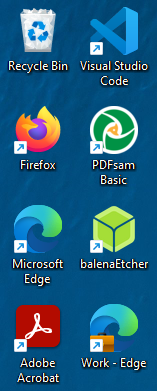 Recycle Bin
Visual Studio
Code
Firefox
PDFsam
Basic
Microsoft
Edge
balenaEtcher
Adobe
Acrobat
Work - Edge